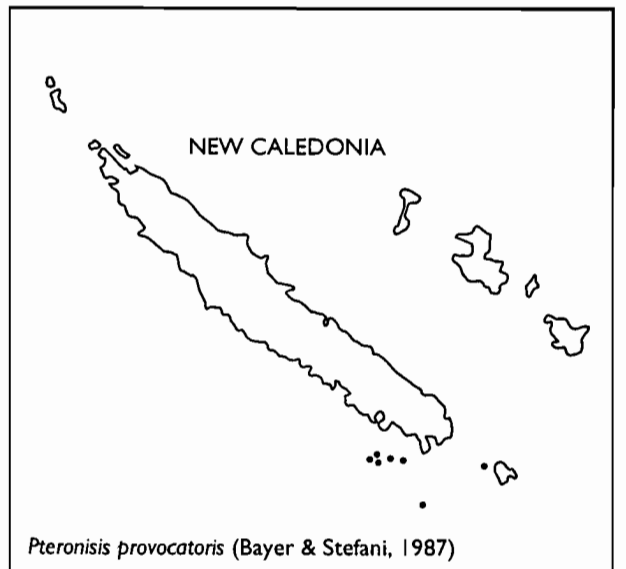 NEW CALEDONIA
Pteronisis provocatoris (Bayer & Stefani, 1987)